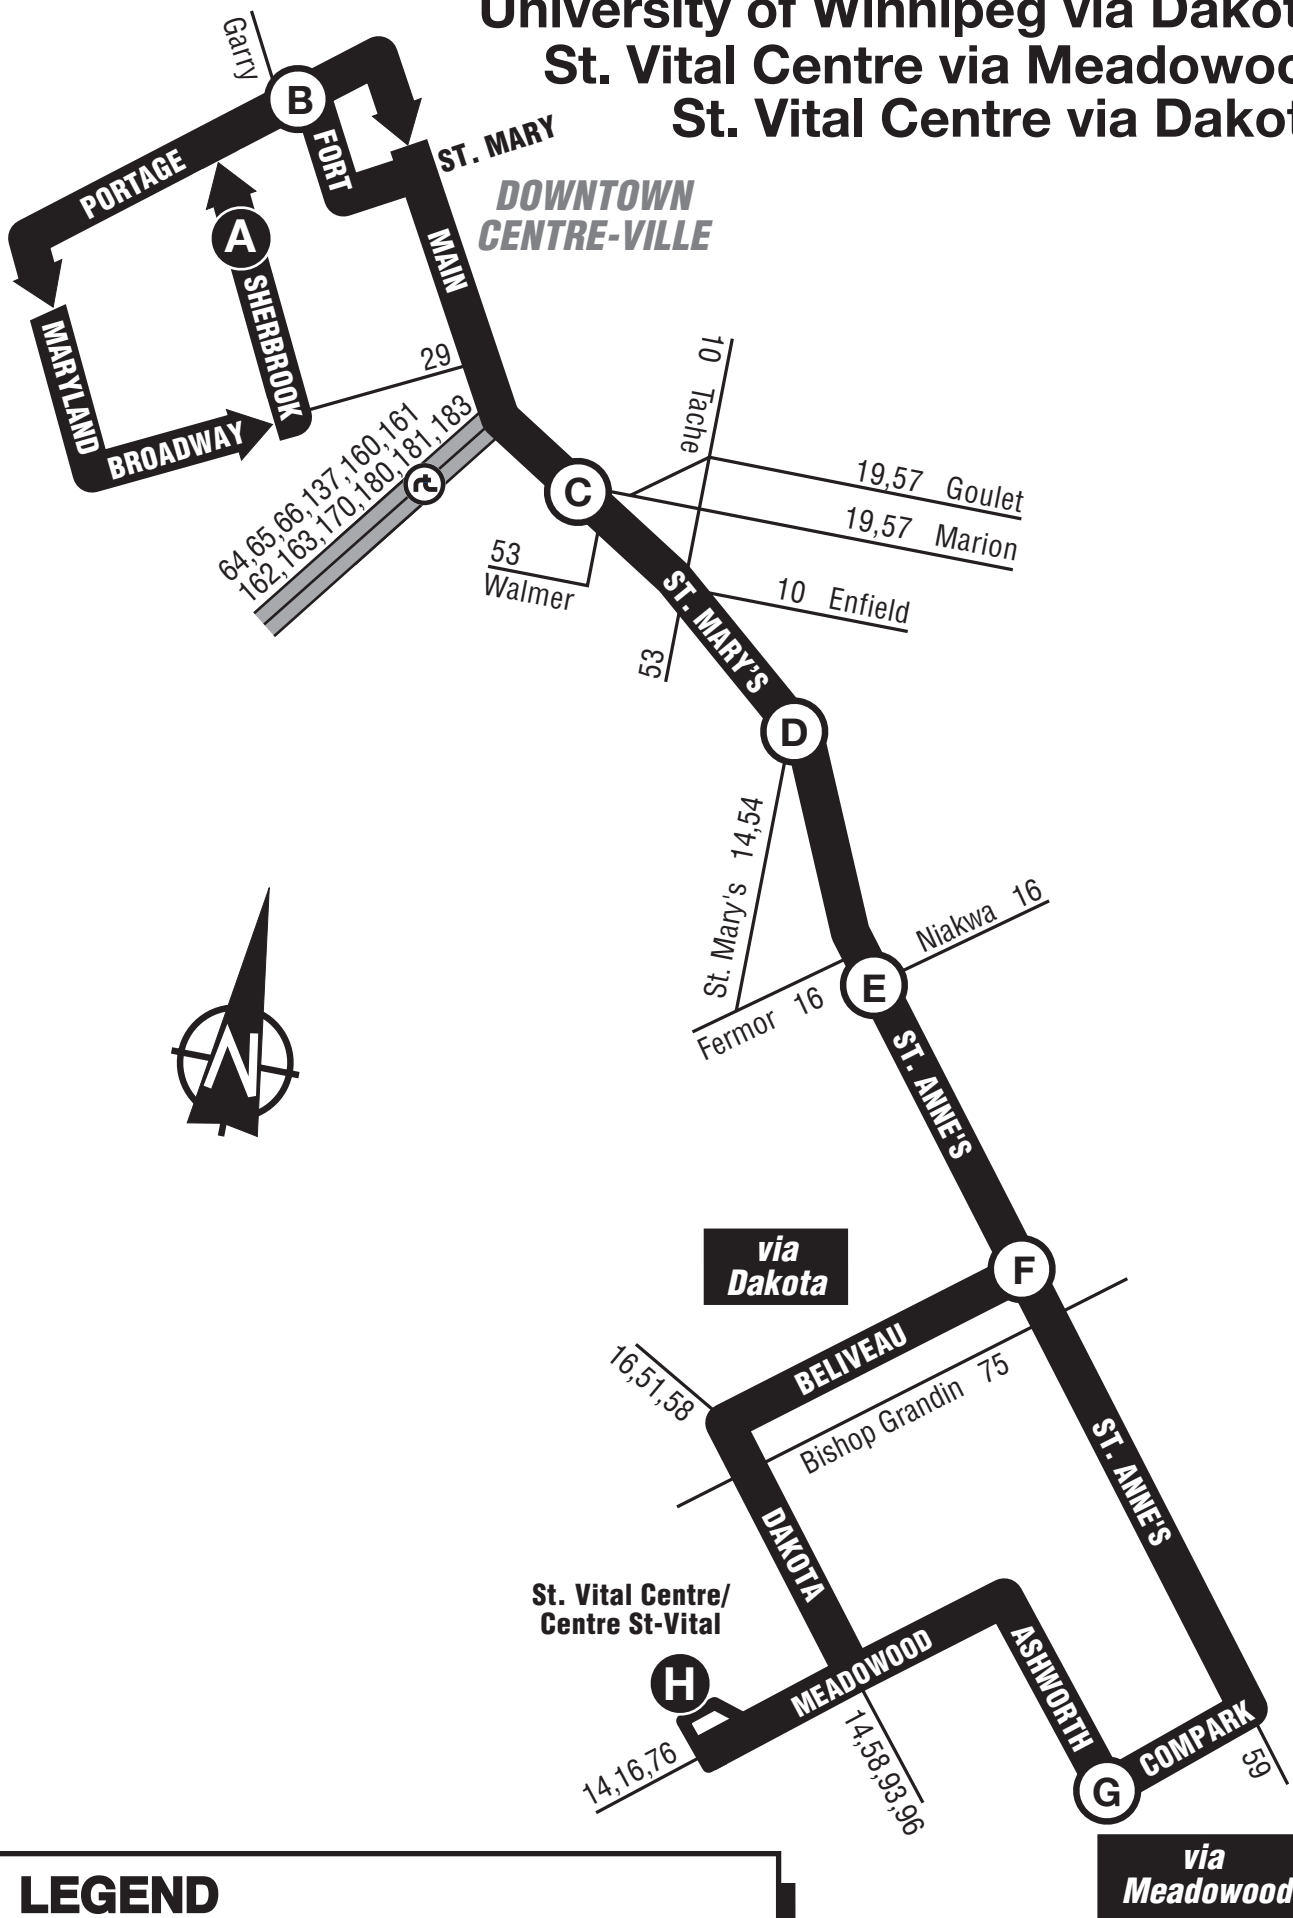 University of Winnipeg via Dakot
St. Vital Centre via Meadowoo
St. Vital Centre via Dakot
Garry
B
FORT
ST. MARY
PORTAGE
DOWNTOWN
CENTRE-VILLE
A
MAIN
SHERBROOK
MARYLAND
BROADWAY
29
64,65,66,137,160,161
162,163,170,180,181,183
10 Tache
C
19,57 Goulet
19,57 Marion
53
Walmer
10 Enfield
53
ST. MARY'S
D
St. Mary's 14,54
Niakwa 16
Fermor 16
E
N
ST. ANNE'S
via
Dakota
F
BELIVEAU
16,51,58
Bishop Grandin 75
ST. ANNE'S
DAKOTA
St. Vital Centre/
Centre St-Vital
H
MEADOWOOD
ASHWORTH
COMPARK
14,16,76
14,58,93,96
59
G
via
Meadowood
LEGEND